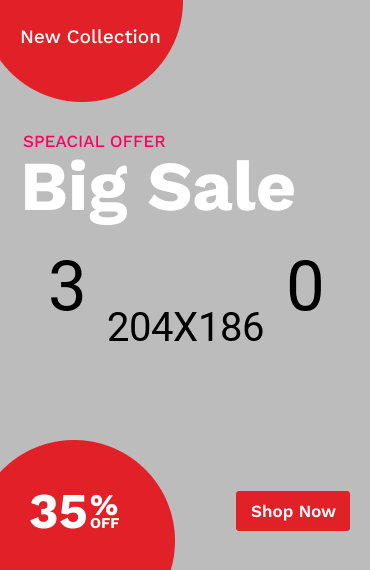 New Collection
SPEACIAL OFFER
Big Sale
3 0
204X186
35% OFF
Shop Now